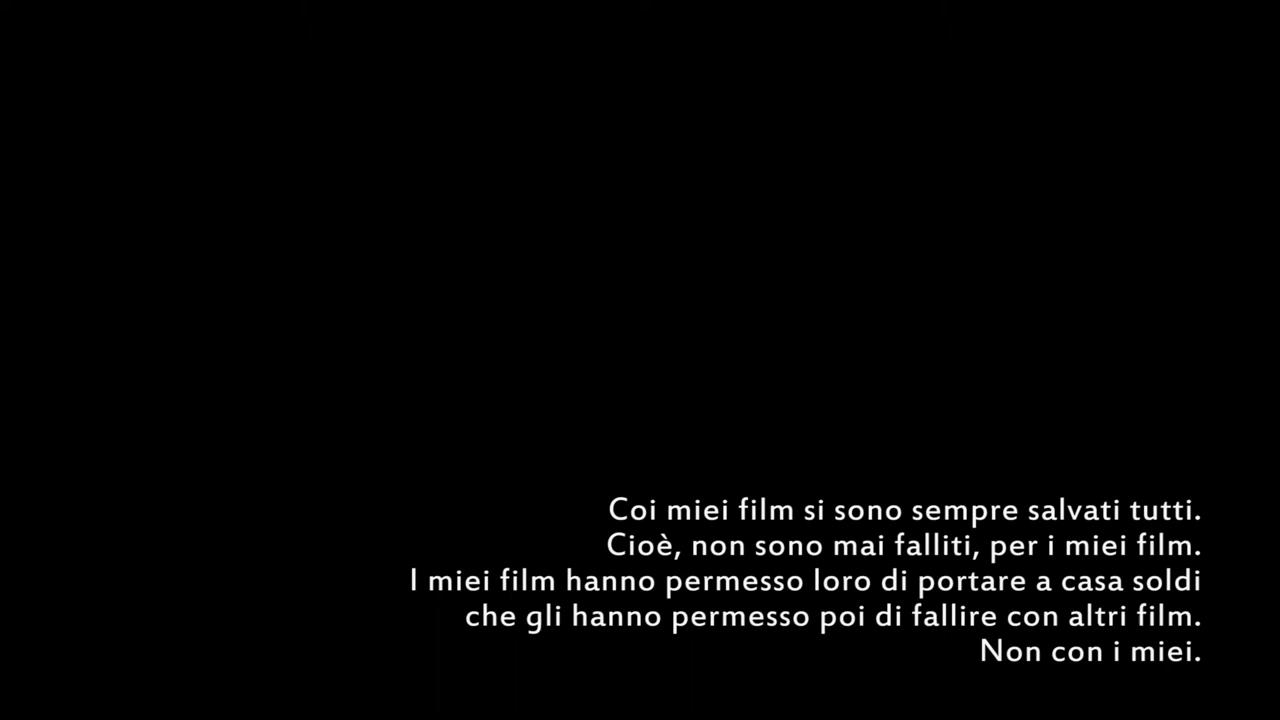 Coi miei film si sono sempre salvati tutti.
Cioè, non sono mai falliti, per i miei film.
I miei film hanno permesso loro di portare a casa soldi
che gli hanno permesso poi di fallire con altri film.
Non con i miei.